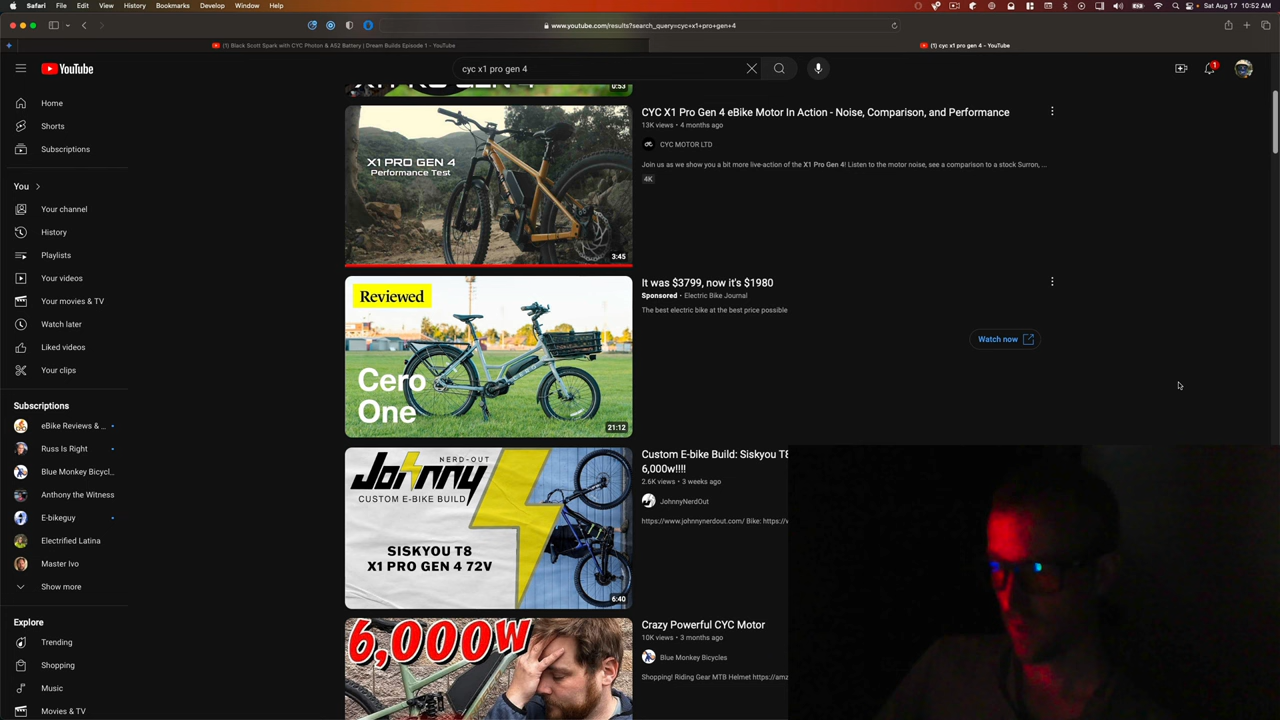 Safari File Edit View History Bookmarks Develop Window Help
Sat Aug 17 10:52 AM
www.youtube.com/results?search_query=cyc+x1+pro+gen+4
(1) Black Scott Spark with CYC Photon & A52 Battery | Dream Builds Episode 1 - YouTube
(1) cyc x1 pro gen 4 - YouTube
YouTube
cyc x1 pro gen 4
1
Home
Shorts
Subscriptions
You
Your channel
History
Playlists
Your videos
Your movies & TV
Watch later
Liked videos
Your clips
Subscriptions
eBike Reviews & ...
Russ Is Right
Blue Monkey Bicycl...
Anthony the Witness
E-bikeguy
Electrified Latina
Master Ivo
Show more
Explore
Trending
Shopping
Music
Movies & TV
0:53
X1 PRO GEN 4
Performance Test
3:45
CYC X1 Pro Gen 4 eBike Motor In Action - Noise, Comparison, and Performance
13K views • 4 months ago
CYC MOTOR LTD
Join us as we show you a bit more live-action of the X1 Pro Gen 4! Listen to the motor noise, see a comparison to a stock Surron, ...
4K
Reviewed
Cero
One
21:12
It was $3799, now it's $1980
Sponsored • Electric Bike Journal
The best electric bike at the best price possible
Watch now
NERD-OUT
Johnny
CUSTOM E-BIKE BUILD
SISKYOU T8
X1 PRO GEN 4 72V
6:40
Custom E-bike Build: Siskyou T8
6,000w!!!!
2.6K views • 3 weeks ago
JohnnyNerdOut
https://www.johnnynerdout.com/ Bike: https://w
6,000W
Crazy Powerful CYC Motor
10K views • 3 months ago
Blue Monkey Bicycles
Shopping! Riding Gear MTB Helmet https://amz